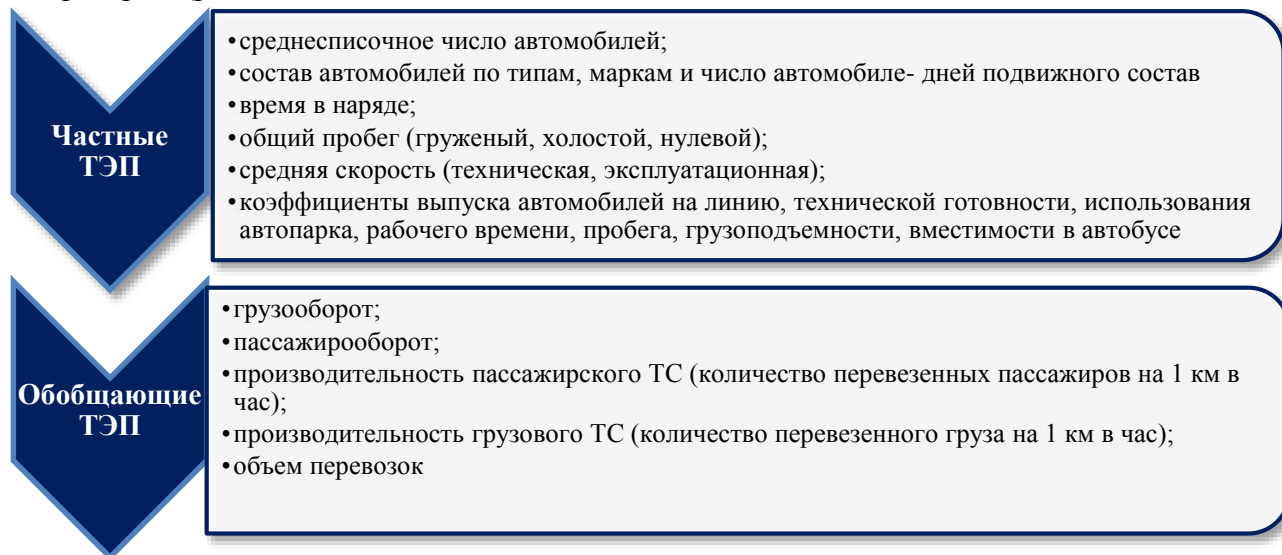 •среднесписочное число автомобилей;
•состав автомобилей по типам, маркам и число автомобиле- дней подвижного состав
•время в наряде;
Частные
ТЭП
•общий пробег (груженый, холостой, нулевой);
•средняя скорость (техническая, эксплуатационная);
•коэффициенты выпуска автомобилей на линию, технической готовности, использования
автопарка, рабочего времени, пробега, грузоподъемности, вместимости в автобусе
•грузооборот;
•пассажирооборот;
Обобщающие
ТЭП
•производительность пассажирского ТС (количество перевезенных пассажиров на 1 км в
час);
•производительность грузового ТС (количество перевезенного груза на 1 км в час);
•объем перевозок